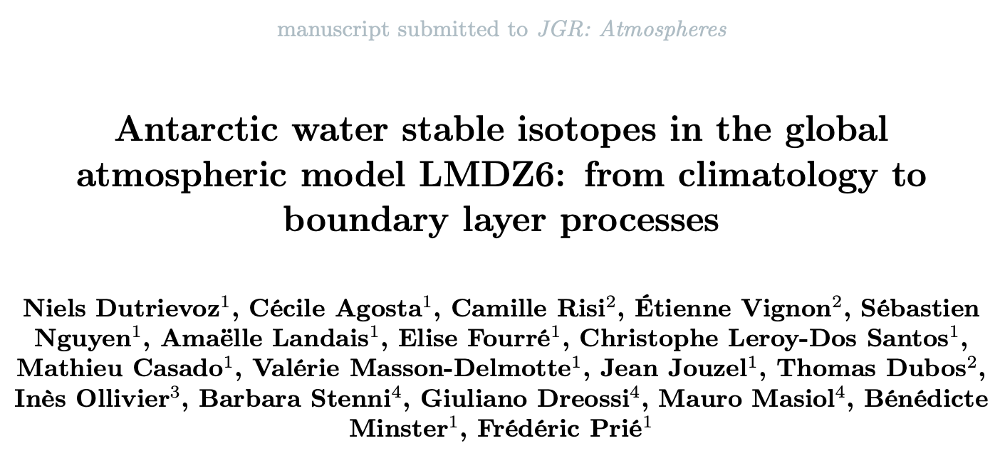 manuscript submitted to JGR: Atmospheres
Antarctic water stable isotopes in the global
atmospheric model LMDZ6: from climatology to
boundary layer processes
Niels Dutrievoz¹, Cécile Agosta¹, Camille Risi², Étienne Vignon², Sébastien
Nguyen¹, Amaëlle Landais¹, Elise Fourré¹, Christophe Leroy-Dos Santos¹,
Mathieu Casado¹, Valérie Masson-Delmotte¹, Jean Jouzel¹, Thomas Dubos²,
Inès Ollivier³, Barbara Stenni⁴, Giuliano Dreossi⁴, Mauro Masiol⁴, Bénédicte
Minster¹, Frédéric Prié¹